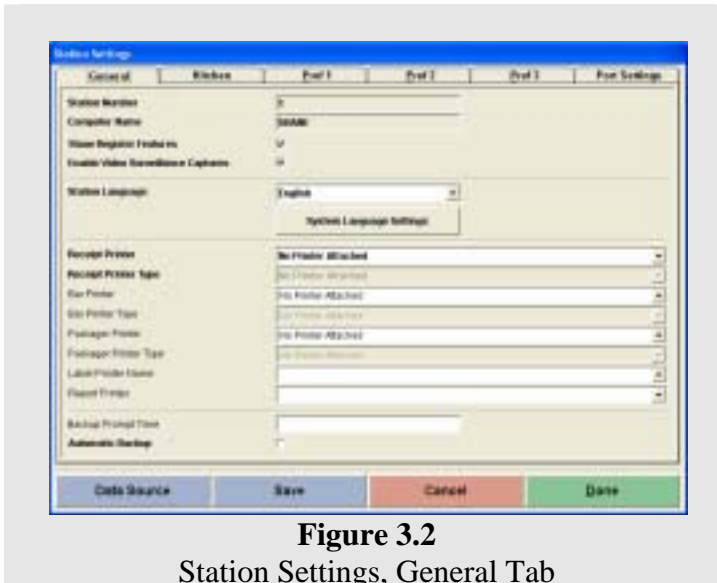 Station Settings
General Kitchen Pref 1 Pref 2 Pref 3 Port Settings
Station Number
Computer Name
Register Features
Enable Video Surveillance Captures
Station Language English
System Language Settings
Receipt Printer No Printer Attached
Receipt Printer Type No Printer Attached
Bar Printer No Printer Attached
Bar Printer Type No Printer Attached
Printer No Printer Attached
Printer Type No Printer Attached
Label Printer Name
Report Printer
Backup Prompt Time
Automatic Backup
Data Source Save Cancel Done
Figure 3.2
Station Settings, General Tab